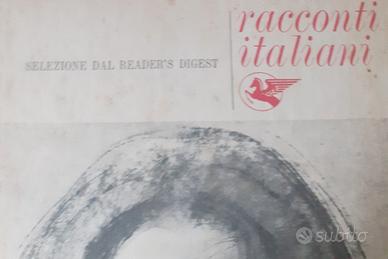 racconti
italiani
SELEZIONE DAL READER'S DIGEST
subito